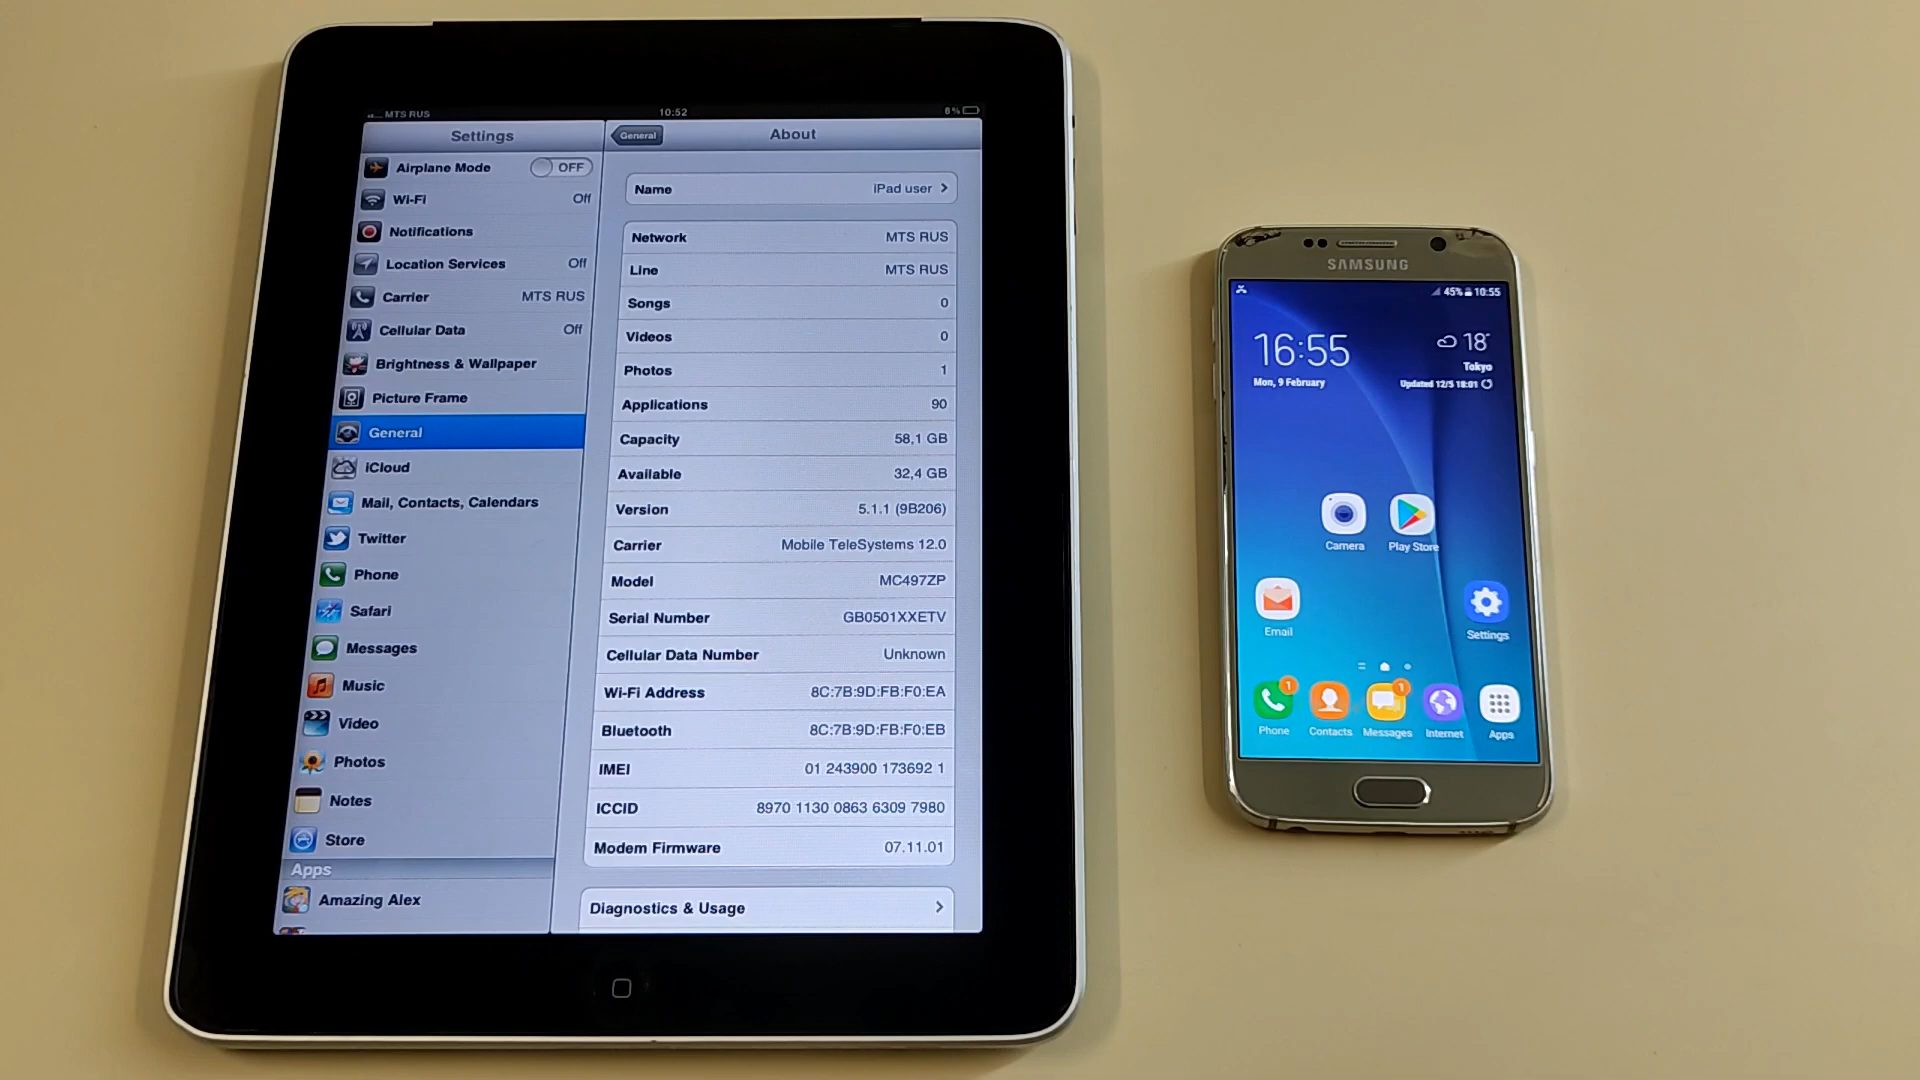 MTS RUS
10:52
8%
Settings
Airplane Mode OFF
Wi-Fi Off
Notifications
Location Services Off
Carrier MTS RUS
Cellular Data Off
Brightness & Wallpaper
Picture Frame
General
iCloud
Mail, Contacts, Calendars
Twitter
Phone
Safari
Messages
Music
Video
Photos
Notes
Store
Apps
Amazing Alex
General
About
Name iPad user
Network MTS RUS
Line MTS RUS
Songs 0
Videos 0
Photos 1
Applications 90
Capacity 58,1 GB
Available 32,4 GB
Version 5.1.1 (9B206)
Carrier Mobile TeleSystems 12.0
Model MC497ZP
Serial Number GB0501XXETV
Cellular Data Number Unknown
Wi-Fi Address 8C:7B:9D:FB:F0:EA
Bluetooth 8C:7B:9D:FB:F0:EB
IMEI 01 243900 173692 1
ICCID 8970 1130 0863 6309 7980
Modem Firmware 07.11.01
Diagnostics & Usage
SAMSUNG
45% 10:55
16:55
Mon, 9 February
18°
Tokyo
Updated 12/5 18:01
Camera
Play Store
Email
Settings
1
1
Phone
Contacts
Messages
Internet
Apps